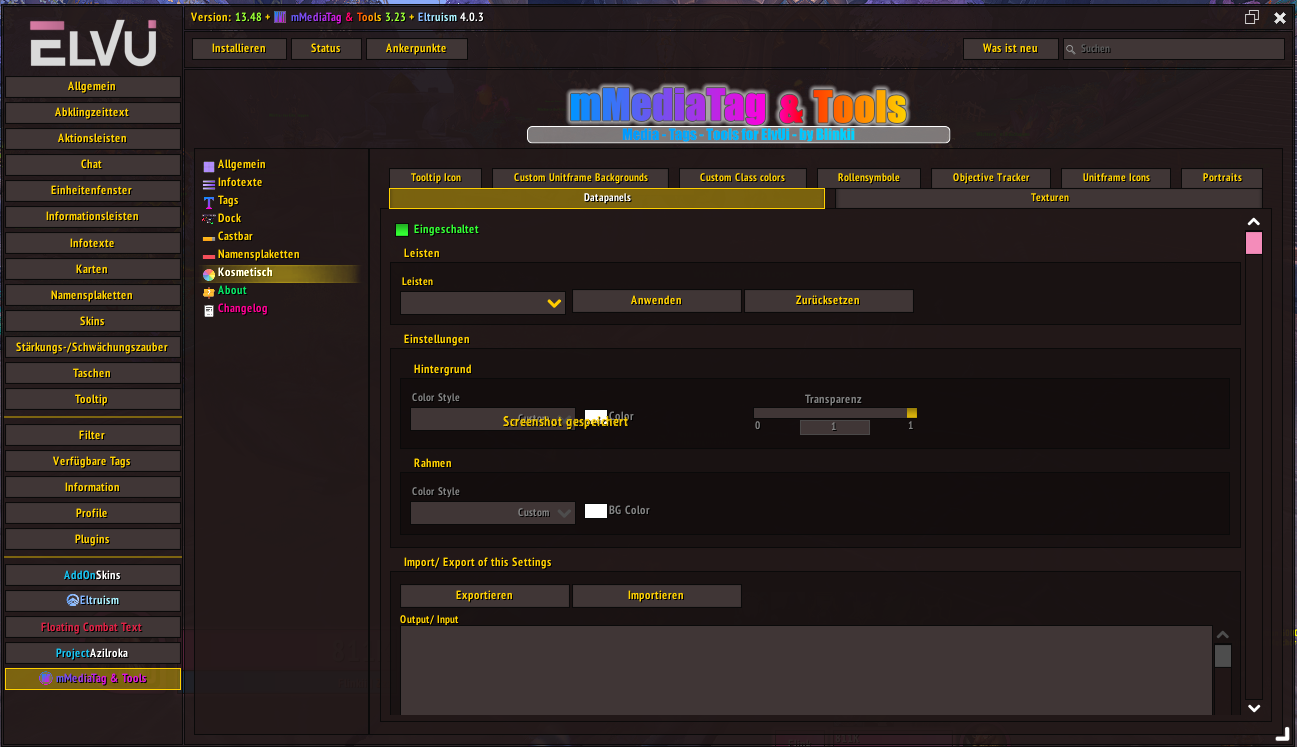 ELVUI
Version: 13.48 + mMediaTag & Tools 3.23 + Eltruism 4.0.3
Installieren
Status
Ankerpunkte
Was ist neu
Suchen
Allgemein
Abklingzeittext
Aktionsleisten
Chat
Einheitenfenster
Informationsleisten
Infotexte
Karten
Namensplaketten
Skins
Stärkungs-/Schwächungszauber
Taschen
Tooltip
Filter
Verfügbare Tags
Information
Profile
Plugins
AddOnSkins
Eltruism
Floating Combat Text
ProjectAzilroka
mMediaTag & Tools
mMediaTag & Tools
Media - Tags - Tools for ElvUI - by Blinkii
Allgemein
Infotexte
Tags
Dock
Castbar
Namensplaketten
Kosmetisch
About
Changelog
Tooltip Icon
Custom Unitframe Backgrounds
Custom Class colors
Rollensymbole
Objective Tracker
Unitframe Icons
Portraits
Datapanels
Texturen
Eingeschaltet
Leisten
Leisten
Anwenden
Zurücksetzen
Einstellungen
Hintergrund
Color Style
Custom
Color
Transparenz
0
1
1
Screenshot gespeichert
Rahmen
Color Style
Custom
BG Color
Import/ Export of this Settings
Exportieren
Importieren
Output/ Input